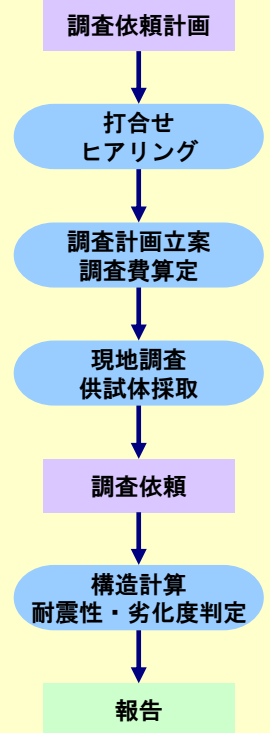 調査依頼計画
打合せ
ヒアリング
調査計画立案
調査費算定
現地調査
供試体採取
調査依頼
構造計算
耐震性・劣化度判定
報告